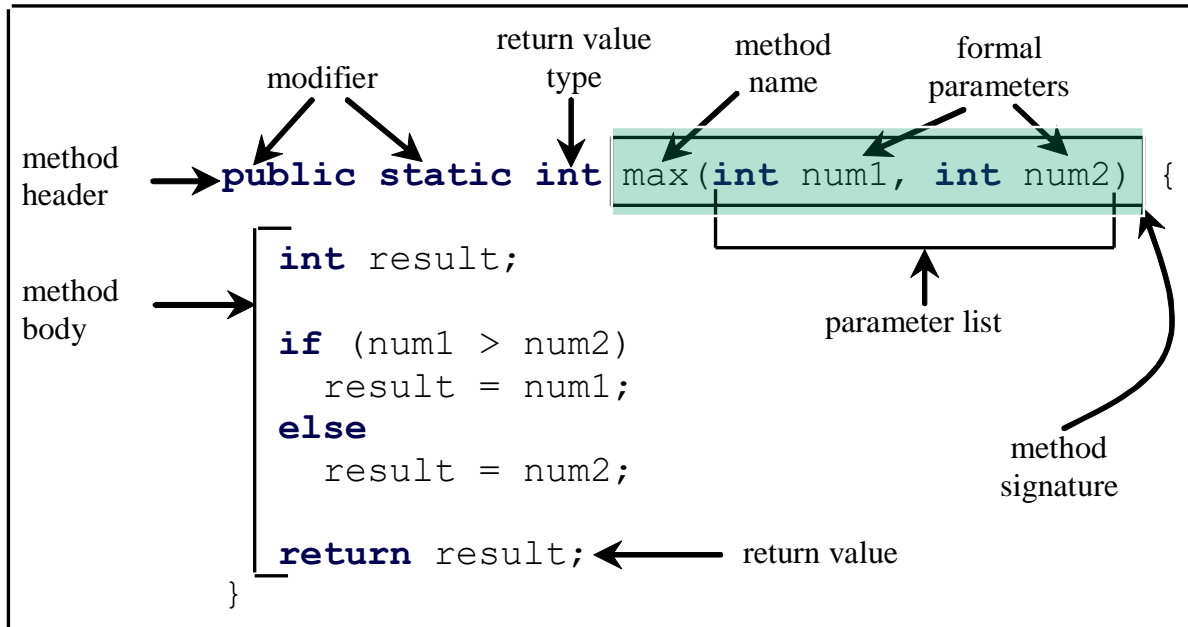 return value
type
method
name
formal
parameters
modifier
method
header
public static int max(int num1, int num2) {
int result;
method
body
parameter list
if (num1 > num2)
result = num1;
else
result = num2;
method
signature
return result;
return value
}